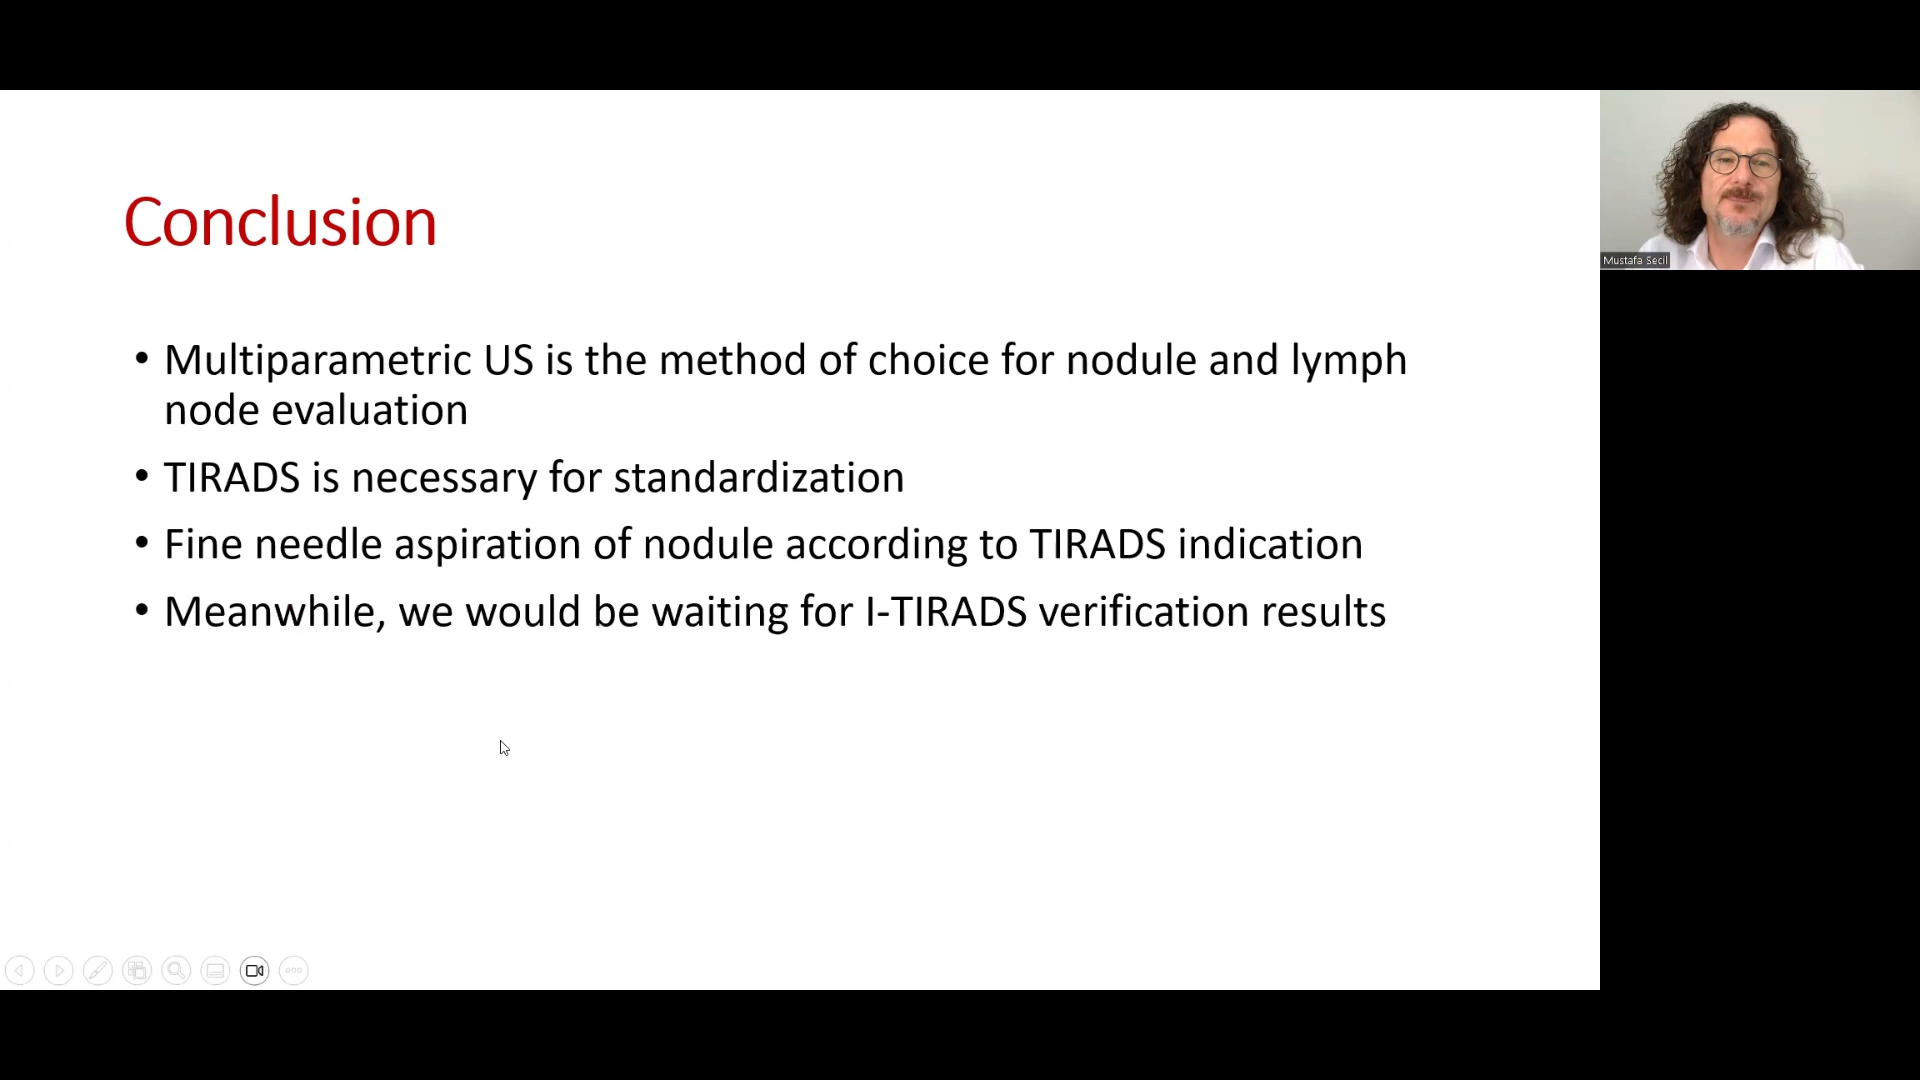 Conclusion
• Multiparametric US is the method of choice for nodule and lymph
node evaluation
• TIRADS is necessary for standardization
• Fine needle aspiration of nodule according to TIRADS indication
• Meanwhile, we would be waiting for I-TIRADS verification results
Mustafa Secil